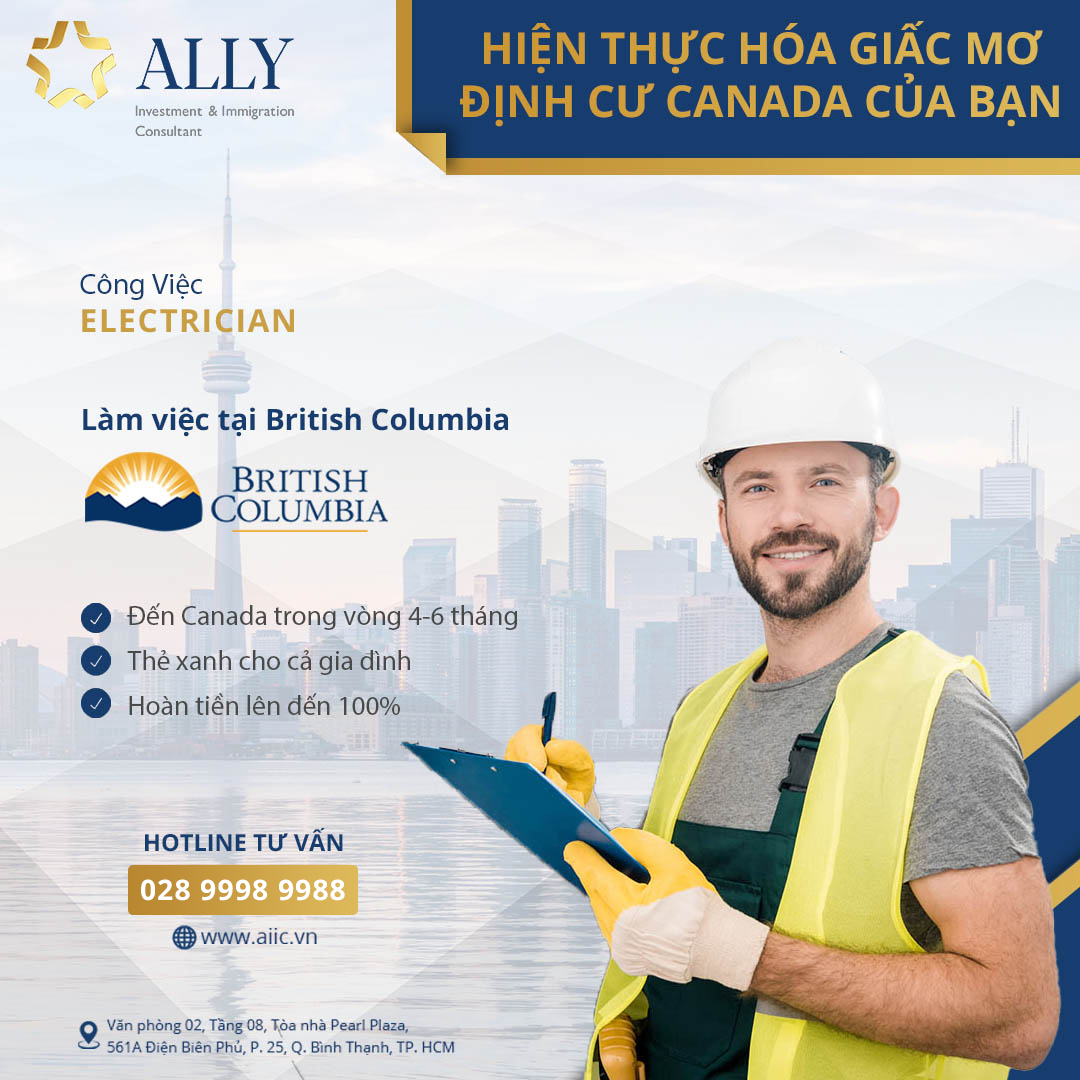 ALLY
Investment & Immigration
Consultant
HIỆN THỰC HÓA GIẤC MƠ
ĐỊNH CƯ CANADA CỦA BẠN
Công Việc
ELECTRICIAN
Làm việc tại British Columbia
BRITISH
COLUMBIA
Đến Canada trong vòng 4-6 tháng
Thẻ xanh cho cả gia đình
Hoàn tiền lên đến 100%
HOTLINE TƯ VẤN
028 9998 9988
www.aiic.vn
Văn phòng 02, Tầng 08, Tòa nhà Pearl Plaza,
561A Điện Biên Phủ, P. 25, Q. Bình Thạnh, TP. HCM